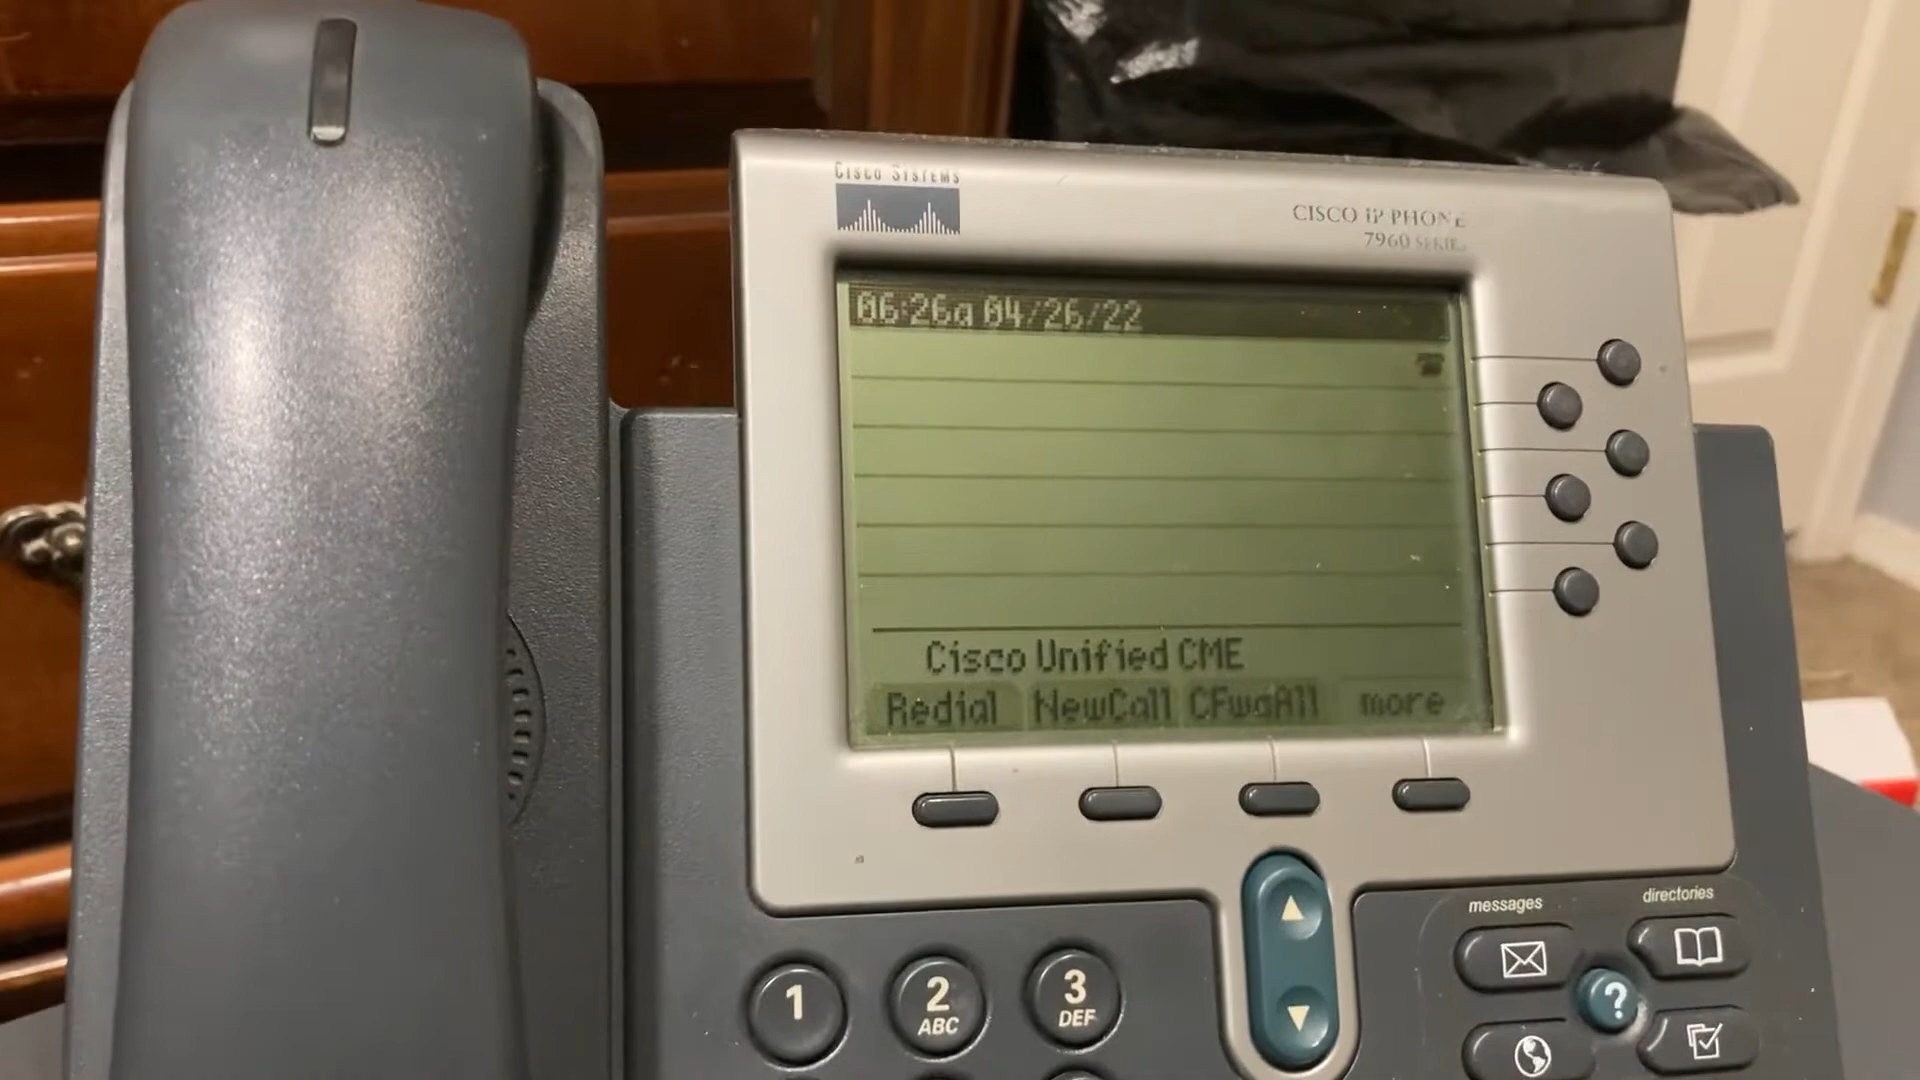 Cisco Systems
CISCO IP PHONE
7960 SERIES
06:26a 04/26/22
Cisco Unified CME
Redial NewCall CFwdAll more
messages
directories
1
2
ABC
3
DEF
?